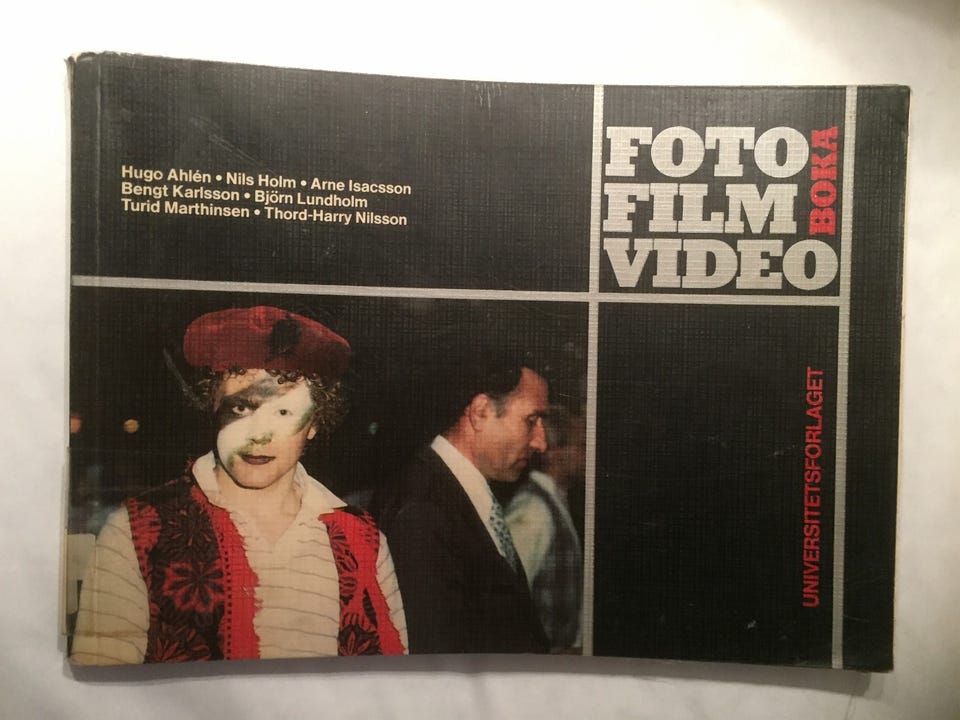 Hugo Ahlén • Nils Holm • Arne Isacsson
Bengt Karlsson • Björn Lundholm
Turid Marthinsen • Thord-Harry Nilsson
FOTO
FILM
VIDEO
BOKA
UNIVERSITETSFORLAGET